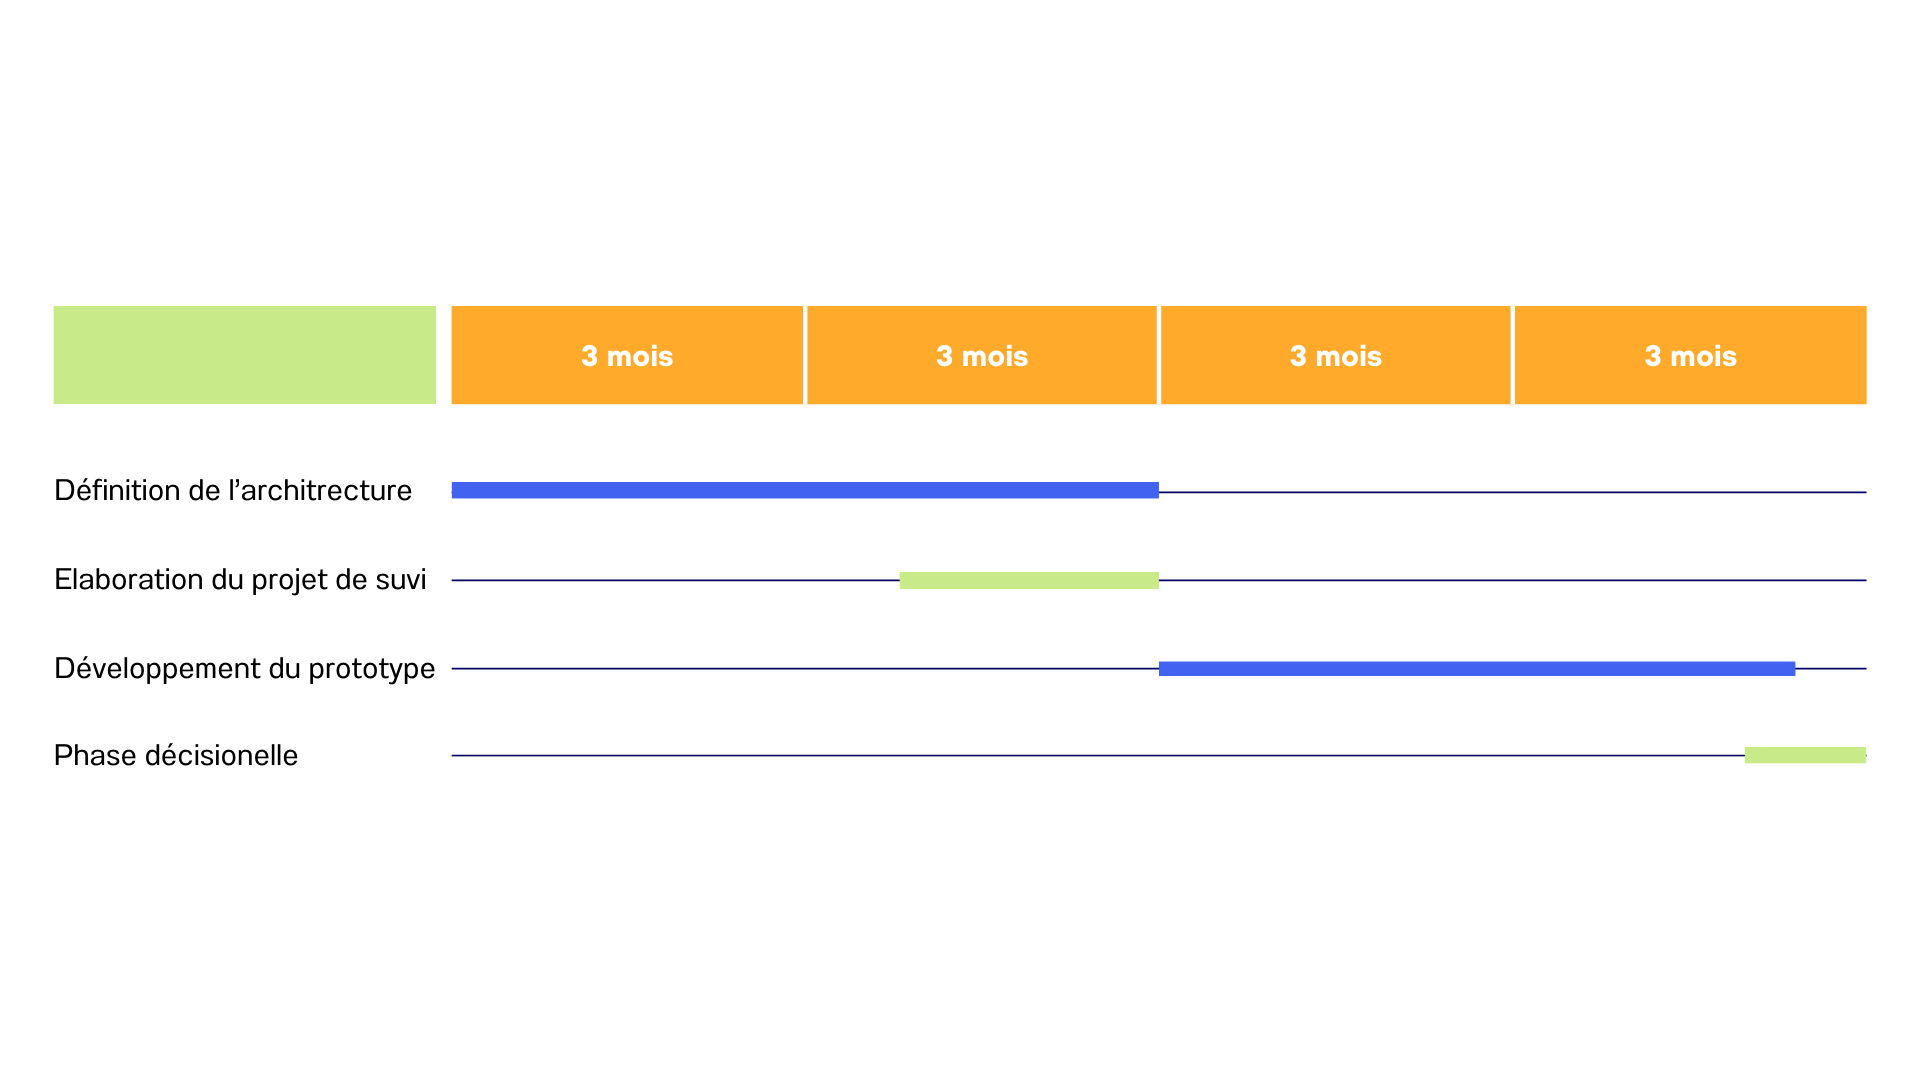 3 mois 3 mois 3 mois 3 mois
Définition de l’architrecture
Elaboration du projet de suvi
Développement du prototype
Phase décisionelle